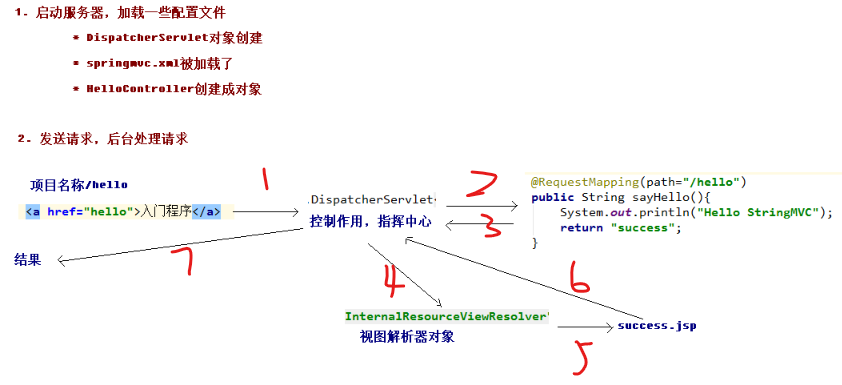 1. 启动服务器，加载一些配置文件
* DispatcherServlet对象创建
* springmvc.xml被加载了
* HelloController创建成对象
2. 发送请求，后台处理请求
项目名称/hello
<a href="hello">入门程序</a>
1
.DispatcherServlet
控制作用，指挥中心
2
3
@RequestMapping(path="/hello")
public String sayHello(){
System.out.println("Hello StringMVC");
return "success";
}
结果
7
4
6
InternalResourceViewResolver"
视图解析器对象
5
success.jsp